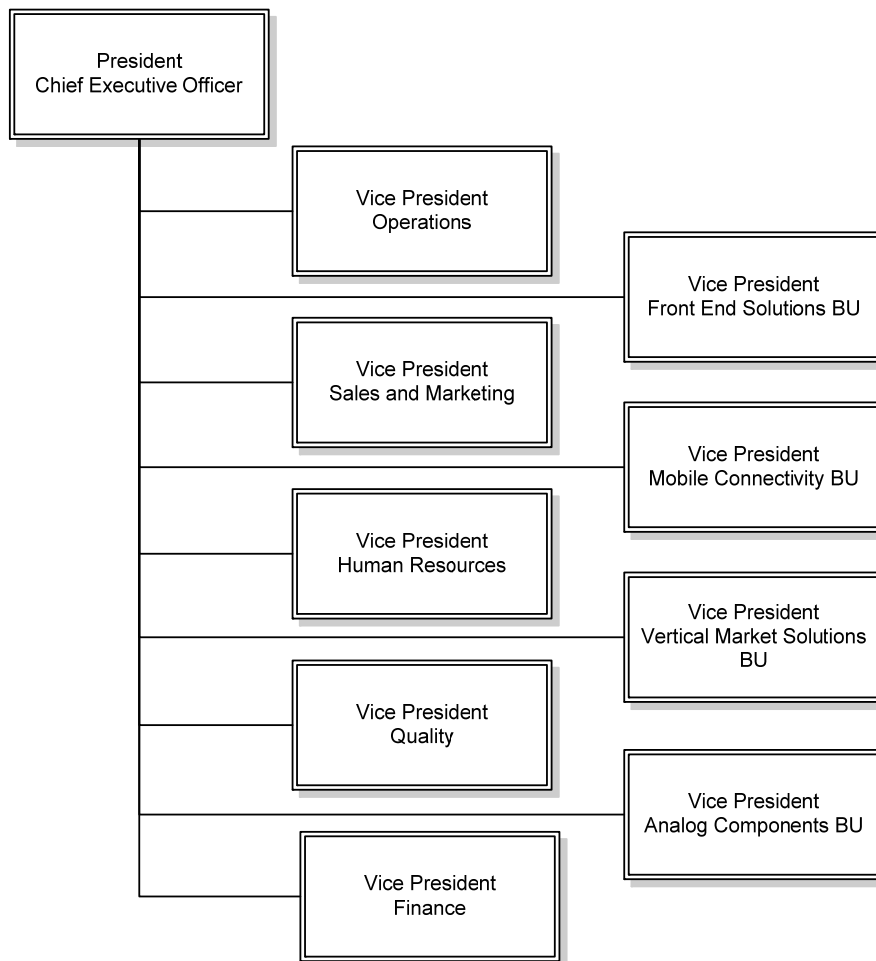 President
Chief Executive Officer
Vice President
Operations
Vice President
Front End Solutions BU
Vice President
Sales and Marketing
Vice President
Mobile Connectivity BU
Vice President
Human Resources
Vice President
Vertical Market Solutions
BU
Vice President
Quality
Vice President
Analog Components BU
Vice President
Finance